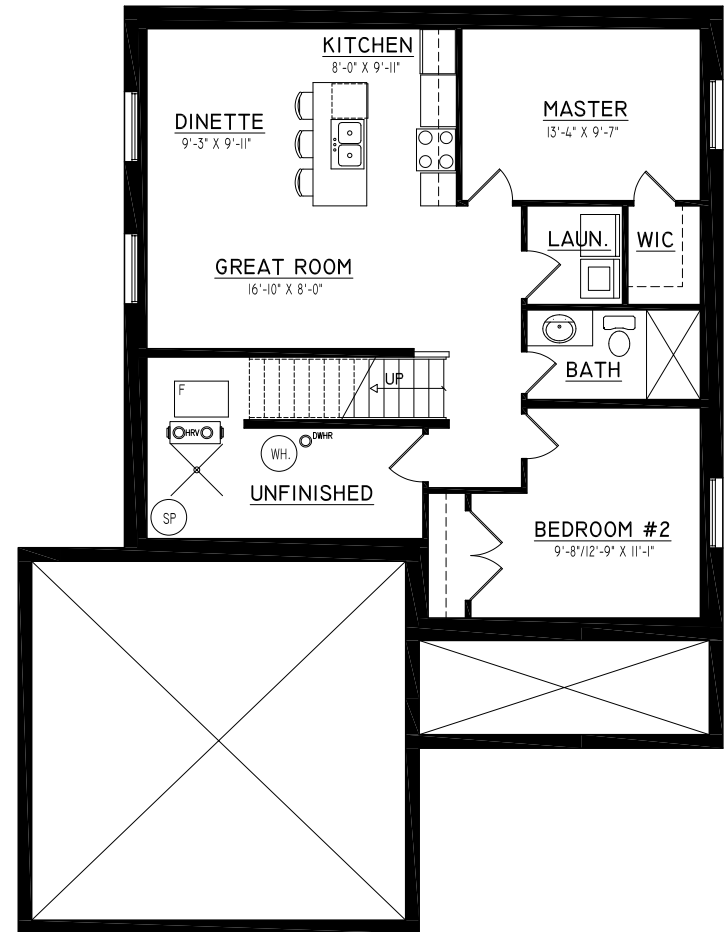 KITCHEN
8'-0" X 9'-11"
DINETTE
9'-3" X 9'-11"
MASTER
13'-4" X 9'-7"
LAUN.
WIC
GREAT ROOM
16'-10" X 8'-0"
BATH
UP
F
HRV
DWHR
WH.
UNFINISHED
SP
BEDROOM #2
9'-8"/12'-9" X 11'-1"